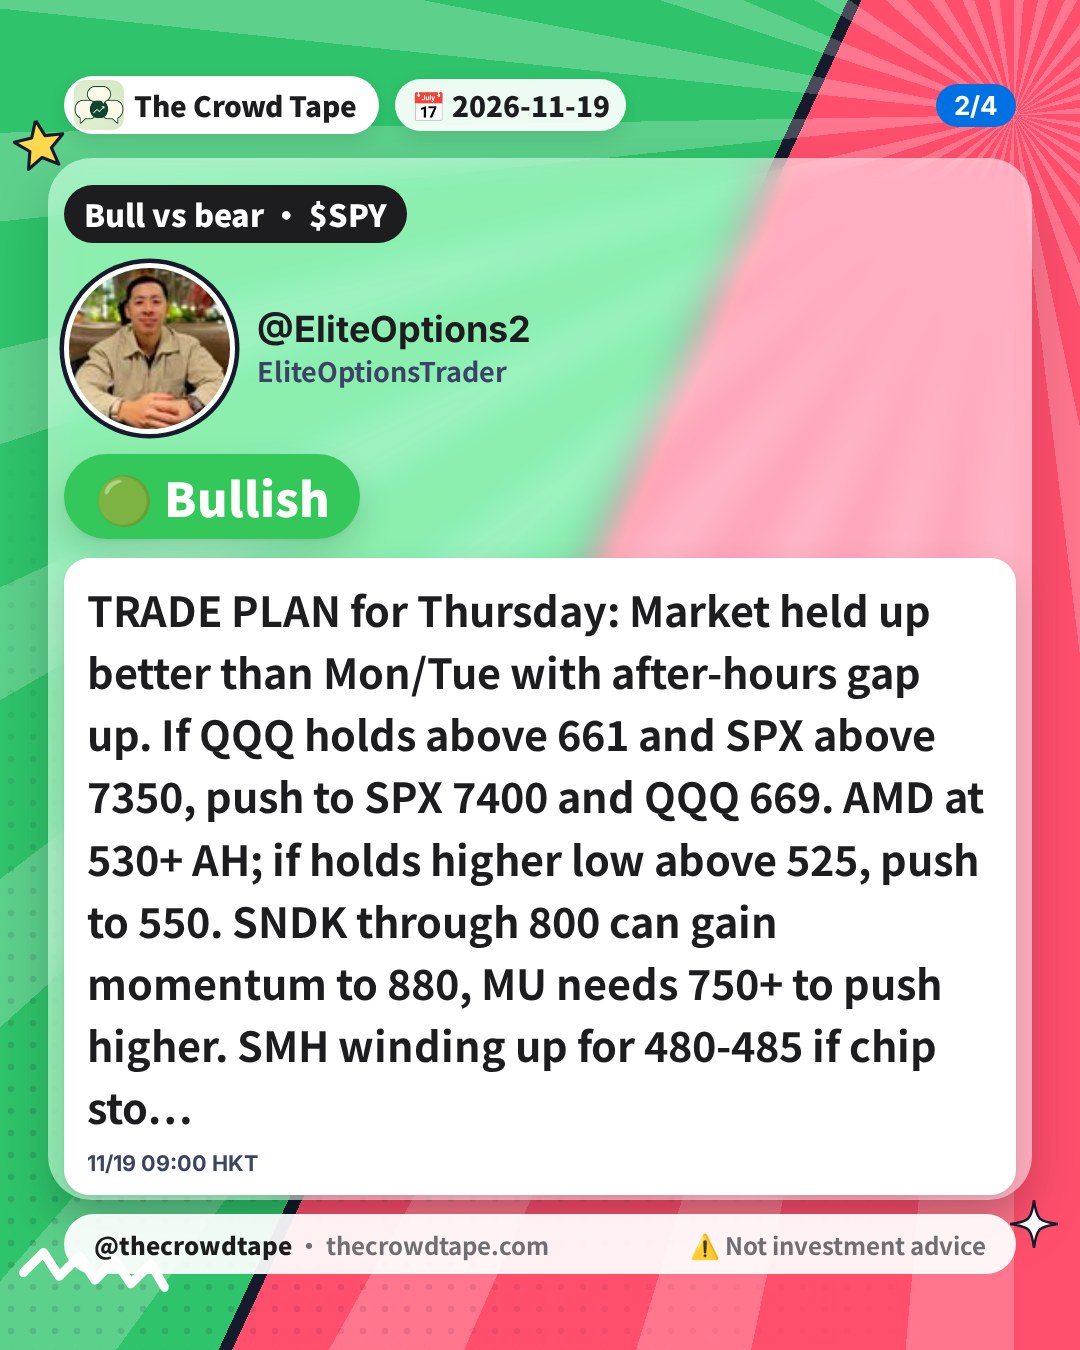 The Crowd Tape
July
17
2026-11-19
2/4
Bull vs bear • $SPY
@EliteOptions2
EliteOptionsTrader
Bullish
TRADE PLAN for Thursday: Market held up
better than Mon/Tue with after-hours gap
up. If QQQ holds above 661 and SPX above
7350, push to SPX 7400 and QQQ 669. AMD at
530+ AH; if holds higher low above 525, push
to 550. SNDK through 800 can gain
momentum to 880, MU needs 750+ to push
higher. SMH winding up for 480-485 if chip
sto…
11/19 09:00 HKT
@thecrowdtape • thecrowdtape.com
Not investment advice